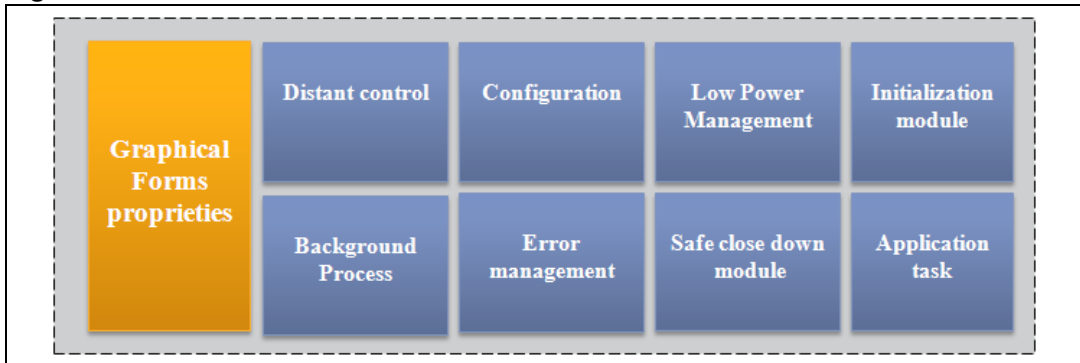 Graphical
Forms
proprieties
Distant control
Configuration
Low Power
Management
Initialization
module
Background
Process
Error
management
Safe close down
module
Application
task